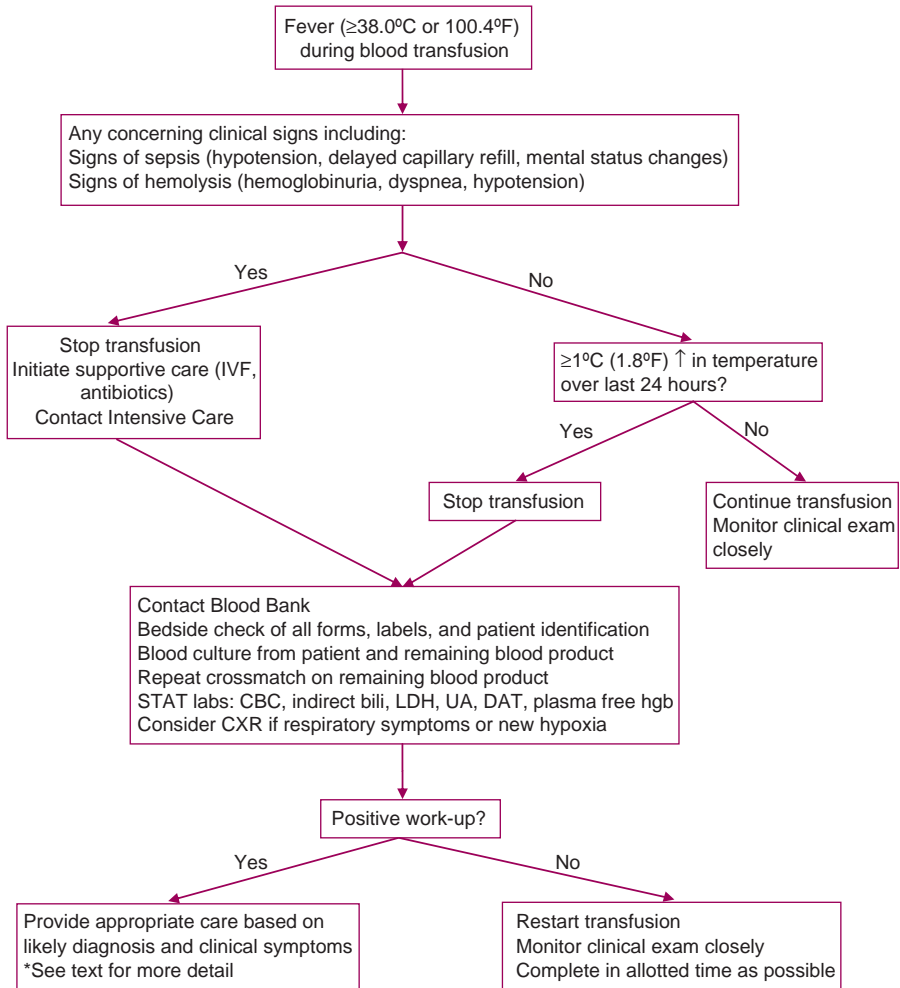 Fever (≥38.0ºC or 100.4ºF)
during blood transfusion
Any concerning clinical signs including:
Signs of sepsis (hypotension, delayed capillary refill, mental status changes)
Signs of hemolysis (hemoglobinuria, dyspnea, hypotension)
Yes
No
Stop transfusion
Initiate supportive care (IVF,
antibiotics)
Contact Intensive Care
≥1ºC (1.8ºF) ↑ in temperature
over last 24 hours?
Yes
No
Stop transfusion
Continue transfusion
Monitor clinical exam
closely
Contact Blood Bank
Bedside check of all forms, labels, and patient identification
Blood culture from patient and remaining blood product
Repeat crossmatch on remaining blood product
STAT labs: CBC, indirect bili, LDH, UA, DAT, plasma free hgb
Consider CXR if respiratory symptoms or new hypoxia
Positive work-up?
Yes
No
Provide appropriate care based on
likely diagnosis and clinical symptoms
*See text for more detail
Restart transfusion
Monitor clinical exam closely
Complete in allotted time as possible